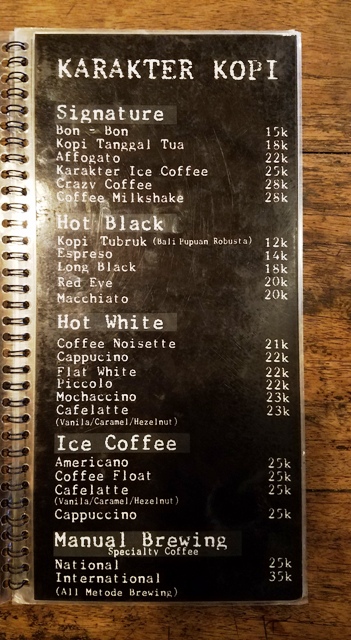 KARAKTER KOPI
Signature
Bon - Bon 15k
Kopi Tanggal Tua 18k
Affogato 22k
Karakter Ice Coffee 25k
Crazy Coffee 28k
Coffee Milkshake 28k
Hot Black
Kopi Tubruk (Bali Pupuan Robusta) 12k
Espreso 14k
Long Black 18k
Red Eye 20k
Macchiato 20k
Hot White
Coffee Noisette 21k
Cappucino 22k
Flat White 22k
Piccolo 22k
Mochaccino 23k
Cafelatte 23k
(Vanila/Caramel/Hezelnut)
Ice Coffee
Americano 25k
Coffee Float 25k
Cafelatte 25k
(Vanila/Caramel/Hezelnut)
Cappuccino 25k
Manual Brewing
Specialty Coffee
National 25k
International 35k
(All Metode Brewing)